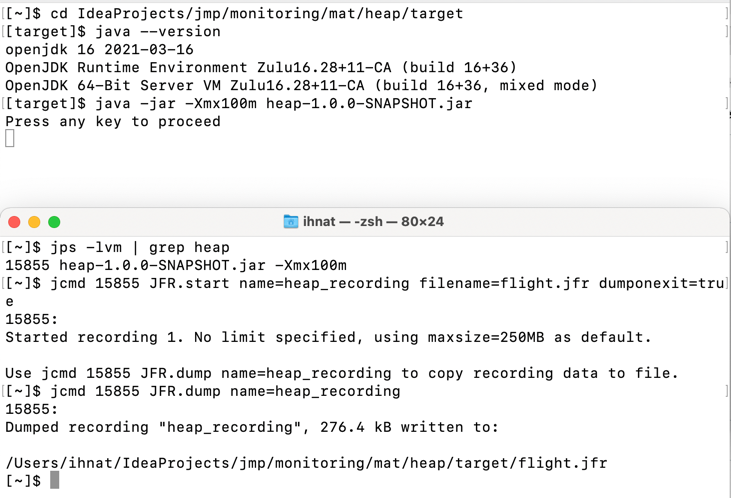 [~]$ cd IdeaProjects/jmp/monitoring/mat/heap/target
[target]$ java --version
openjdk 16 2021-03-16
OpenJDK Runtime Environment Zulu16.28+11-CA (build 16+36)
OpenJDK 64-Bit Server VM Zulu16.28+11-CA (build 16+36, mixed mode)
[target]$ java -jar -Xmx100m heap-1.0.0-SNAPSHOT.jar
Press any key to proceed
ihnat — -zsh — 80×24
[~]$ jps -lvm | grep heap
15855 heap-1.0.0-SNAPSHOT.jar -Xmx100m
[~]$ jcmd 15855 JFR.start name=heap_recording filename=flight.jfr dumponexit=tru
e
15855:
Started recording 1. No limit specified, using maxsize=250MB as default.
Use jcmd 15855 JFR.dump name=heap_recording to copy recording data to file.
[~]$ jcmd 15855 JFR.dump name=heap_recording
15855:
Dumped recording "heap_recording", 276.4 kB written to:
/Users/ihnat/IdeaProjects/jmp/monitoring/mat/heap/target/flight.jfr
[~]$